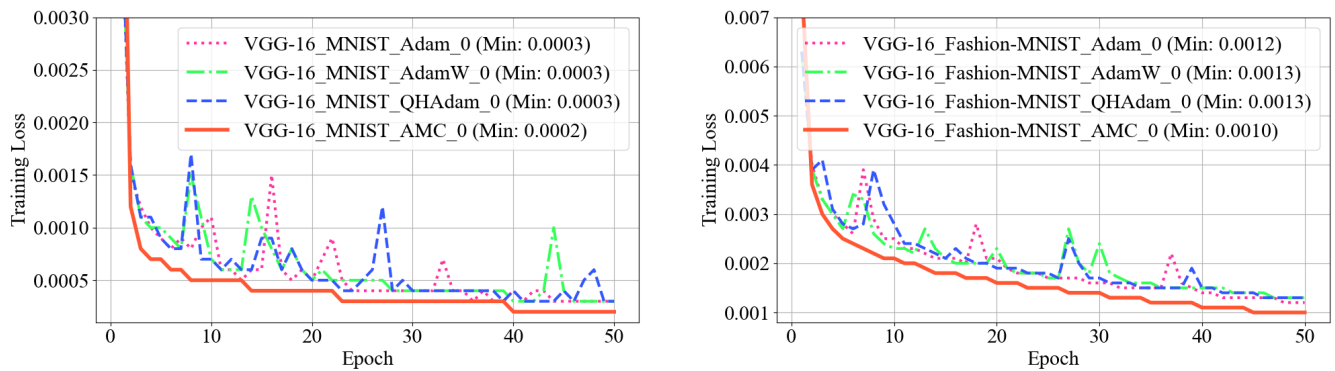 0.0030
0.0025
0.0020
0.0015
0.0010
0.0005
Training Loss
VGG-16_MNIST_Adam_0 (Min: 0.0003)
VGG-16_MNIST_AdamW_0 (Min: 0.0003)
VGG-16_MNIST_QHAdam_0 (Min: 0.0003)
VGG-16_MNIST_AMC_0 (Min: 0.0002)
0 10 20 30 40 50
Epoch
0.007
0.006
0.005
0.004
0.003
0.002
0.001
Training Loss
VGG-16_Fashion-MNIST_Adam_0 (Min: 0.0012)
VGG-16_Fashion-MNIST_AdamW_0 (Min: 0.0013)
VGG-16_Fashion-MNIST_QHAdam_0 (Min: 0.0013)
VGG-16_Fashion-MNIST_AMC_0 (Min: 0.0010)
0 10 20 30 40 50
Epoch